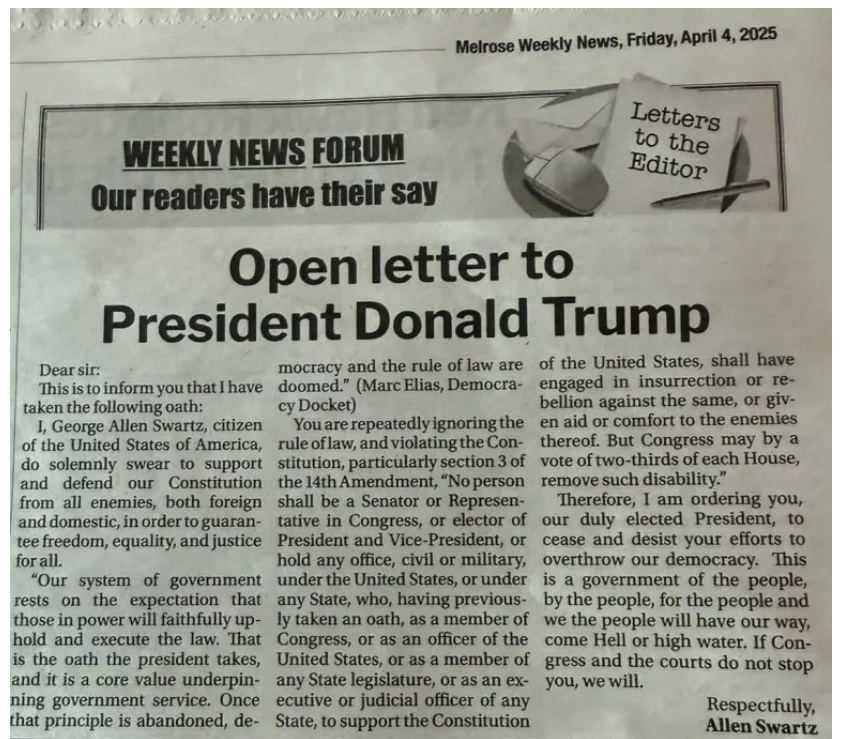 Melrose Weekly News, Friday, April 4, 2025
WEEKLY NEWS FORUM
Our readers have their say
Letters
to the
Editor
Open letter to
President Donald Trump
Dear sir:
This is to inform you that I have
taken the following oath:
I, George Allen Swartz, citizen
of the United States of America,
do solemnly swear to support
and defend our Constitution
from all enemies, both foreign
and domestic, in order to guaran-
tee freedom, equality, and justice
for all.
"Our system of government
rests on the expectation that
those in power will faithfully up-
hold and execute the law. That
is the oath the president takes,
and it is a core value underpin-
ning government service. Once
that principle is abandoned, de-
mocracy and the rule of law are
doomed." (Marc Elias, Democra-
cy Docket)
You are repeatedly ignoring the
rule of law, and violating the Con-
stitution, particularly section 3 of
the 14th Amendment, "No person
shall be a Senator or Represen-
tative in Congress, or elector of
President and Vice-President, or
hold any office, civil or military,
under the United States, or under
any State, who, having previous-
ly taken an oath, as a member of
Congress, or as an officer of the
United States, or as a member of
any State legislature, or as an ex-
ecutive or judicial officer of any
State, to support the Constitution
of the United States, shall have
engaged in insurrection or re-
bellion against the same, or giv-
en aid or comfort to the enemies
thereof. But Congress may by a
vote of two-thirds of each House,
remove such disability."
Therefore, I am ordering you,
our duly elected President, to
cease and desist your efforts to
overthrow our democracy. This
is a government of the people,
by the people, for the people and
we the people will have our way,
come Hell or high water. If Con-
gress and the courts do not stop
you, we will.
Respectfully,
Allen Swartz